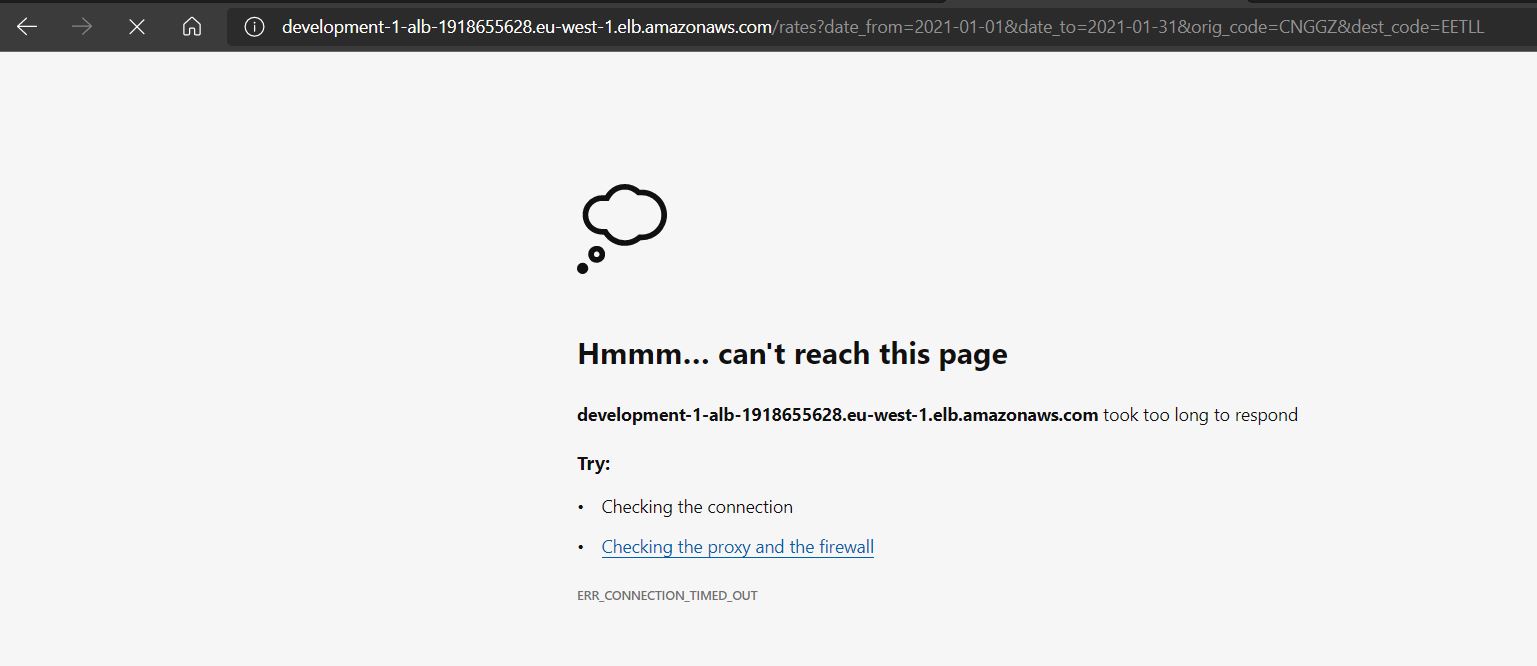 development-1-alb-1918655628.eu-west-1.elb.amazonaws.com/rates?date_from=2021-01-01&date_to=2021-01-31&orig_code=CNGGZ&dest_code=EETLL
Hmmm... can't reach this page
development-1-alb-1918655628.eu-west-1.elb.amazonaws.com took too long to respond
Try:
• Checking the connection
• Checking the proxy and the firewall
ERR_CONNECTION_TIMED_OUT